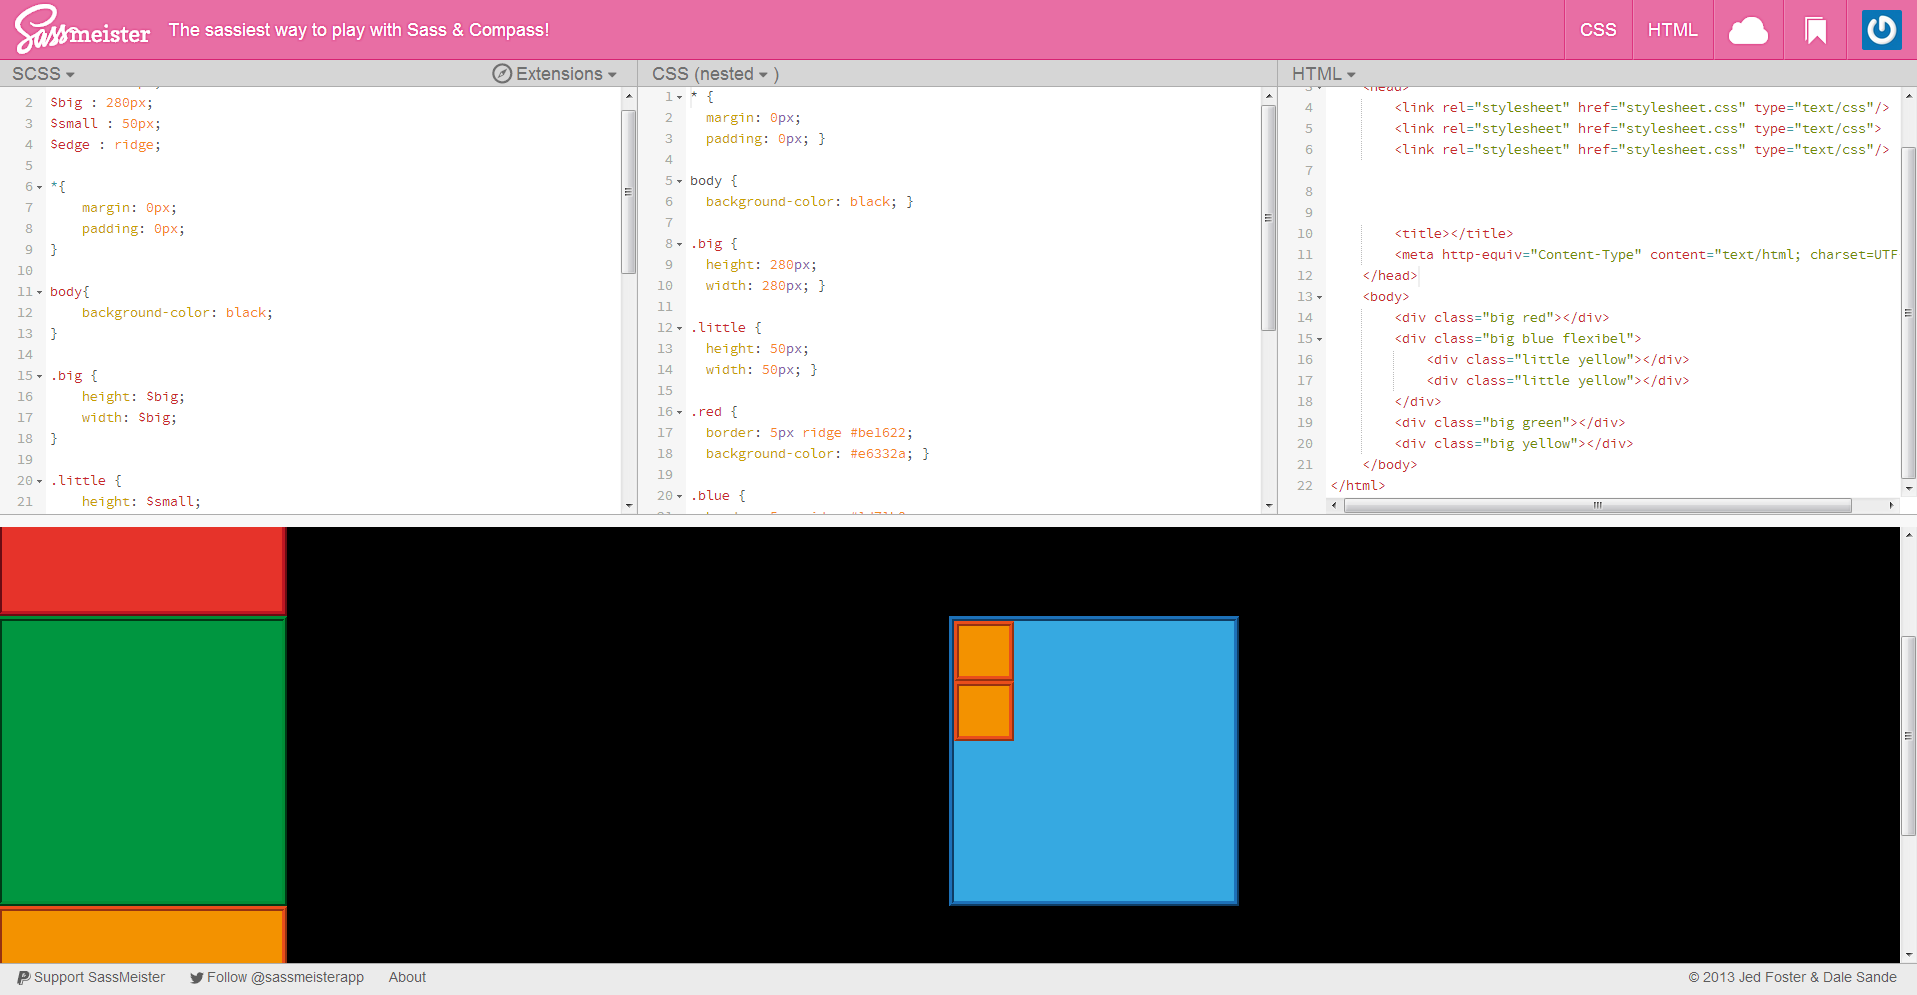 Sassmeister
The sassiest way to play with Sass & Compass!
CSS
HTML
SCSS
Extensions
CSS (nested )
HTML
2 $big : 280px;
3 $small : 50px;
4 $edge : ridge;
5
6 *{
7 margin: 0px;
8 padding: 0px;
9 }
10
11 body{
12 background-color: black;
13 }
14
15 .big {
16 height: $big;
17 width: $big;
18 }
19
20 .little {
21 height: $small;
1 * {
2 margin: 0px;
3 padding: 0px; }
4
5 body {
6 background-color: black; }
7
8 .big {
9 height: 280px;
10 width: 280px; }
11
12 .little {
13 height: 50px;
14 width: 50px; }
15
16 .red {
17 border: 5px ridge #be1622;
18 background-color: #e6332a; }
19
20 .blue {
3 <head>
4 <link rel="stylesheet" href="stylesheet.css" type="text/css"/>
5 <link rel="stylesheet" href="stylesheet.css" type="text/css">
6 <link rel="stylesheet" href="stylesheet.css" type="text/css"/>
7
8
9
10 <title></title>
11 <meta http-equiv="Content-Type" content="text/html; charset=UTF
12 </head>
13 <body>
14 <div class="big red"></div>
15 <div class="big blue flexibel">
16 <div class="little yellow"></div>
17 <div class="little yellow"></div>
18 </div>
19 <div class="big green"></div>
20 <div class="big yellow"></div>
21 </body>
22 </html>
Support SassMeister
Follow @sassmeisterapp
About
© 2013 Jed Foster & Dale Sande